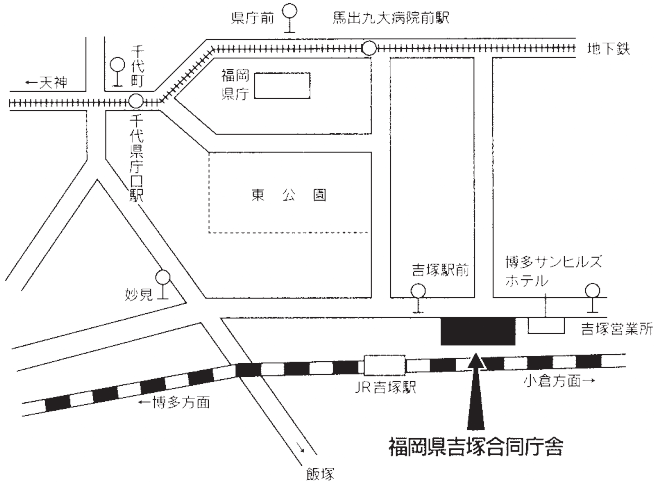 県庁前
馬出九大病院前駅
地下鉄
千代町
←天神
福岡
県庁
千代県庁口駅
東公園
吉塚駅前
博多サンヒルズ
ホテル
妙見
吉塚営業所
JR吉塚駅
小倉方面→
←博多方面
福岡県吉塚合同庁舎
飯塚